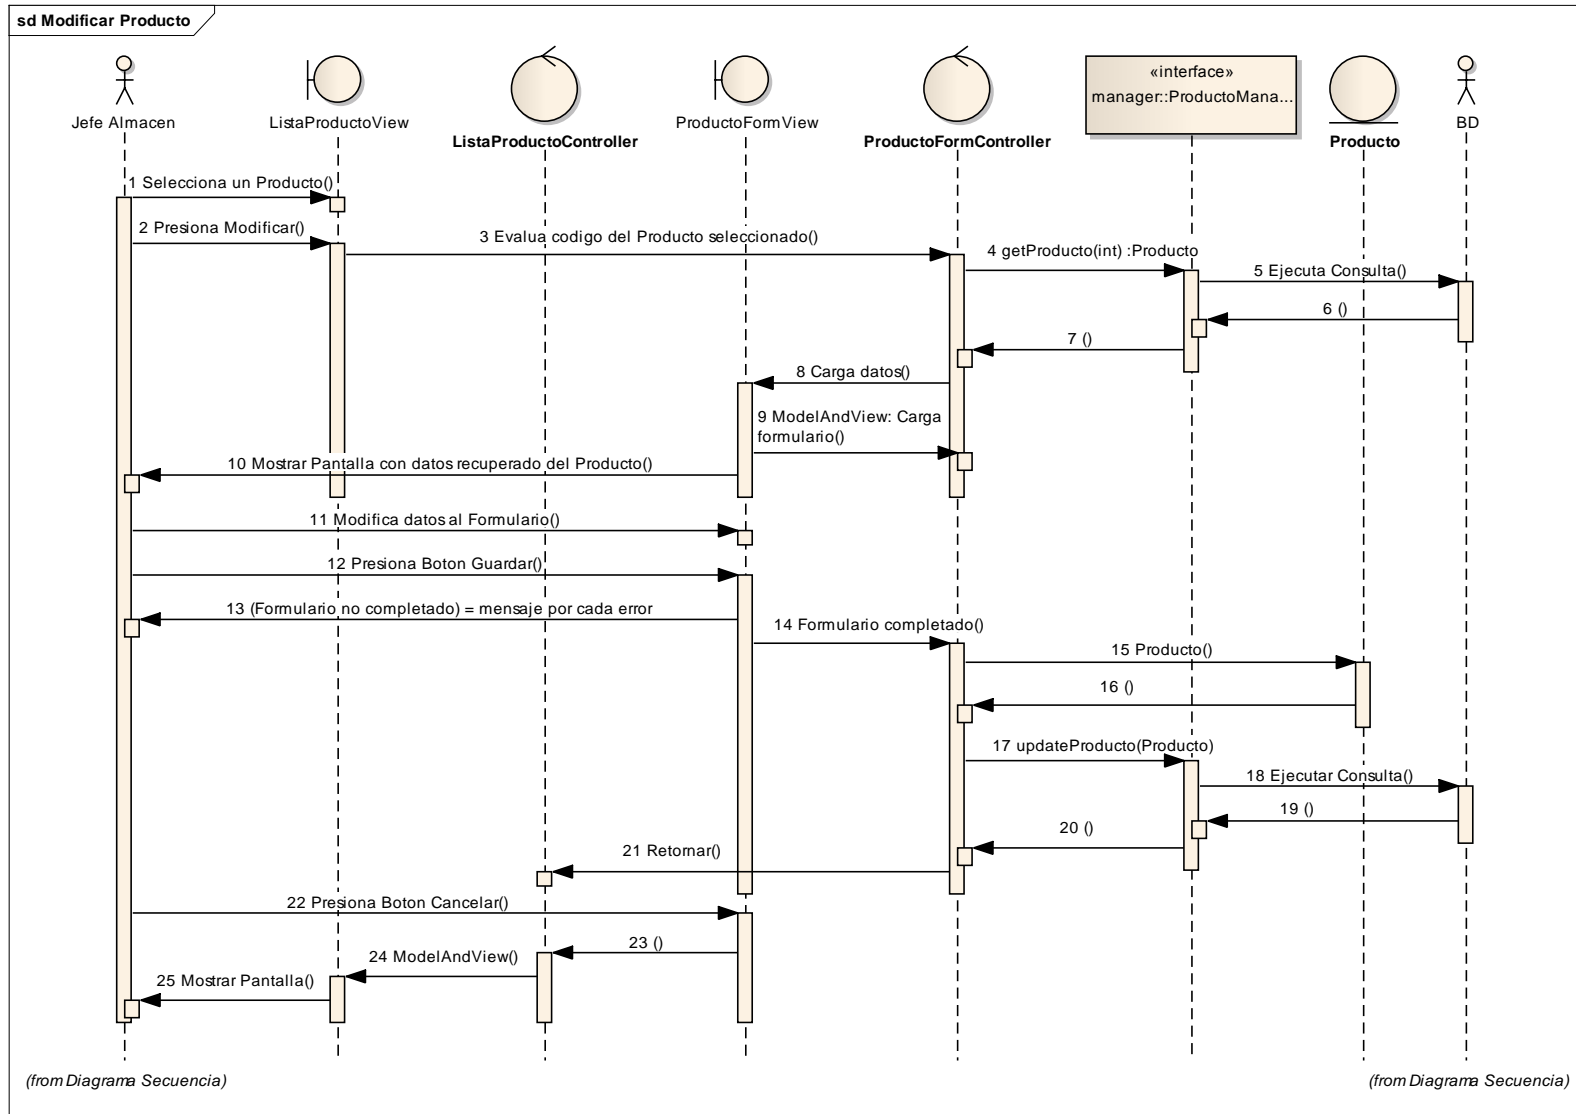 sd Modificar Producto
Jefe Almacen
ListaProductoView
ListaProductoController
ProductoFormView
ProductoFormController
«interface»
manager::ProductoMana...
Producto
BD
1 Selecciona un Producto()
2 Presiona Modificar()
3 Evalua codigo del Producto seleccionado()
4 getProducto(int) :Producto
5 Ejecuta Consulta()
6 ()
7 ()
8 Carga datos()
9 ModelAndView: Carga
formulario()
10 Mostrar Pantalla con datos recuperado del Producto()
11 Modifica datos al Formulario()
12 Presiona Boton Guardar()
13 (Formulario no completado) = mensaje por cada error
14 Formulario completado()
15 Producto()
16 ()
17 updateProducto(Producto)
18 Ejecutar Consulta()
19 ()
20 ()
21 Retornar()
22 Presiona Boton Cancelar()
23 ()
24 ModelAndView()
25 Mostrar Pantalla()
(from Diagrama Secuencia)
(from Diagrama Secuencia)